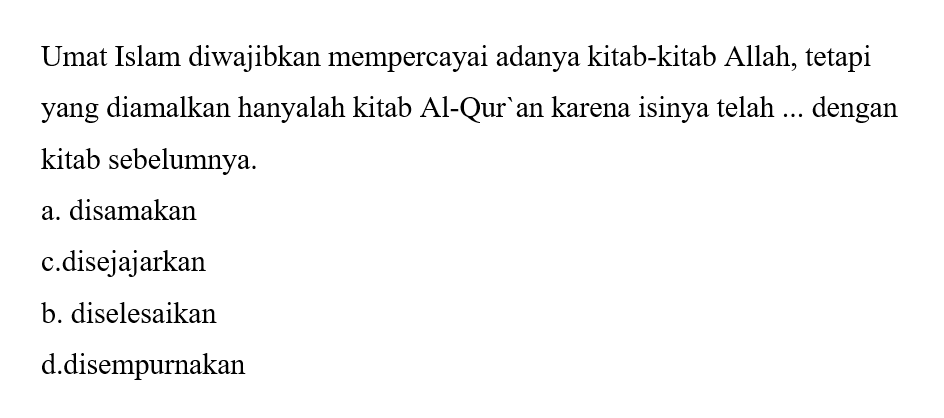 Umat Islam diwajibkan mempercayai adanya kitab-kitab Allah, tetapi
yang diamalkan hanyalah kitab Al-Qur`an karena isinya telah ... dengan
kitab sebelumnya.
a. disamakan
c.disejajarkan
b. diselesaikan
d.disempurnakan